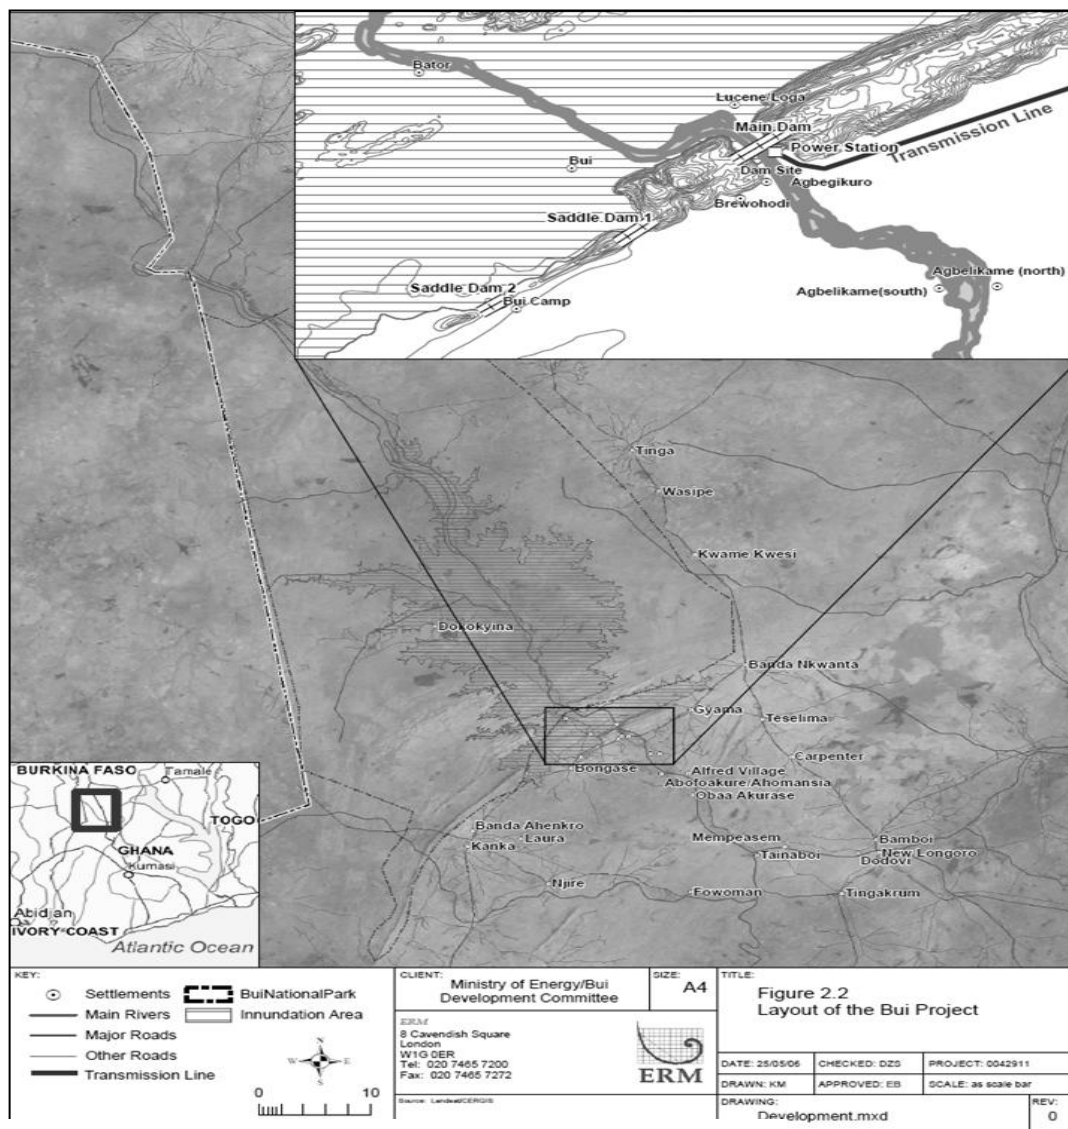 Bator
Lucene/Loga
Main Dam
Power Station
Transmission Line
Bui
Dam Site
Agbegikuro
Brewohodi
Saddle Dam 1
Agbelikame (north)
Agbelikame(south)
Saddle Dam 2
Bui Camp
Tinga
Wasipe
Kwame Kwesi
Dokokyina
Banda Nkwanta
Gyama
Teselima
Carpenter
Bongase
Alfred Village
Abotoakure/Ahomansia
Obaa Akurase
Banda Ahenkro
Laura
Kanka
Mempeasem
Bamboi
Tainaboi
New Longoro
Dodovi
Njire
Fowoman
Tingakrum
BURKINA FASO
Tamale
TOGO
GHANA
Kumasi
Abidjan
IVORY COAST
Atlantic Ocean
KEY:
Settlements
BuiNationalPark
Main Rivers
Innundation Area
Major Roads
Other Roads
Transmission Line
N
W E
S
0 10
CLIENT:
Ministry of Energy/Bui
Development Committee
SIZE:
A4
ERM
8 Cavendish Square
London
W1G 0ER
Tel: 020 7465 7200
Fax: 020 7465 7272
ERM
Source: Landsat/CERGIS
TITLE:
Figure 2.2
Layout of the Bui Project
DATE: 25/05/06
CHECKED: DZS
PROJECT: 0042911
DRAWN: KM
APPROVED: EB
SCALE: as scale bar
DRAWING:
Development.mxd
REV:
0